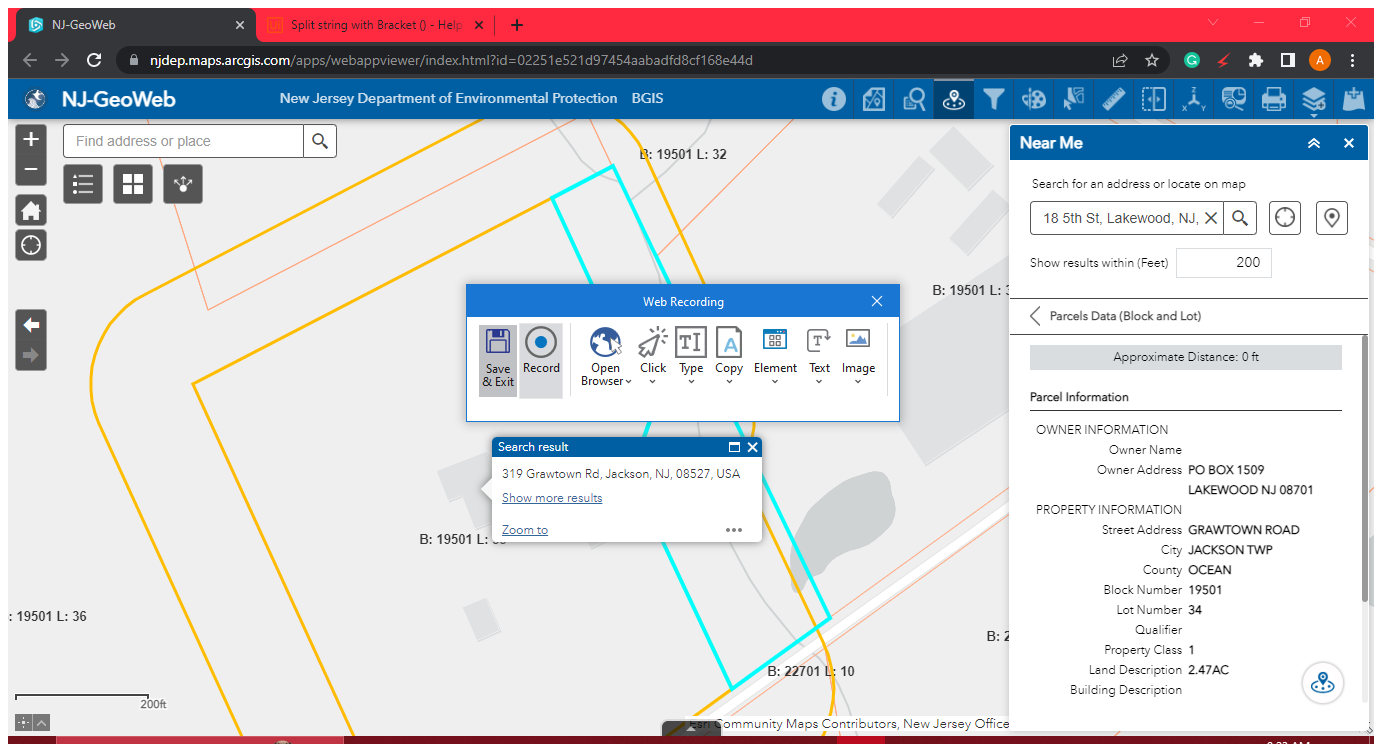 NJ-GeoWeb
Split string with Bracket () - Help
njdep.maps.arcgis.com/apps/webappviewer/index.html?id=02251e521d97454aabadfd8cf168e44d
A
NJ-GeoWeb
New Jersey Department of Environmental Protection BGIS
Find address or place
B: 19501 L: 32
B: 19501 L: 3
Web Recording
Save
& Exit
Record
Open
Browser
Click
Type
Copy
Element
Text
Image
Search result
319 Grawtown Rd, Jackson, NJ, 08527, USA
Show more results
Zoom to
B: 19501 L:
: 19501 L: 36
B: 2
B: 22701 L: 10
200ft
Esri Community Maps Contributors, New Jersey Office
Near Me
Search for an address or locate on map
18 5th St, Lakewood, NJ,
Show results within (Feet) 200
Parcels Data (Block and Lot)
Approximate Distance: 0 ft
Parcel Information
OWNER INFORMATION
Owner Name
Owner Address PO BOX 1509
LAKEWOOD NJ 08701
PROPERTY INFORMATION
Street Address GRAWTOWN ROAD
City JACKSON TWP
County OCEAN
Block Number 19501
Lot Number 34
Qualifier
Property Class 1
Land Description 2.47AC
Building Description